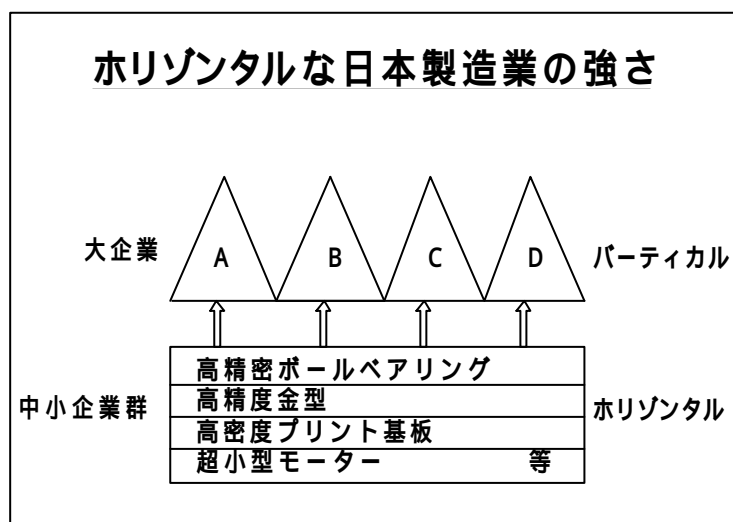 ホリゾンタルな日本製造業の強さ
大企業 A B C D バーティカル
高精密ボールベアリング
高精度金型
中小企業群 ホリゾンタル
高密度プリント基板
超小型モーター 等